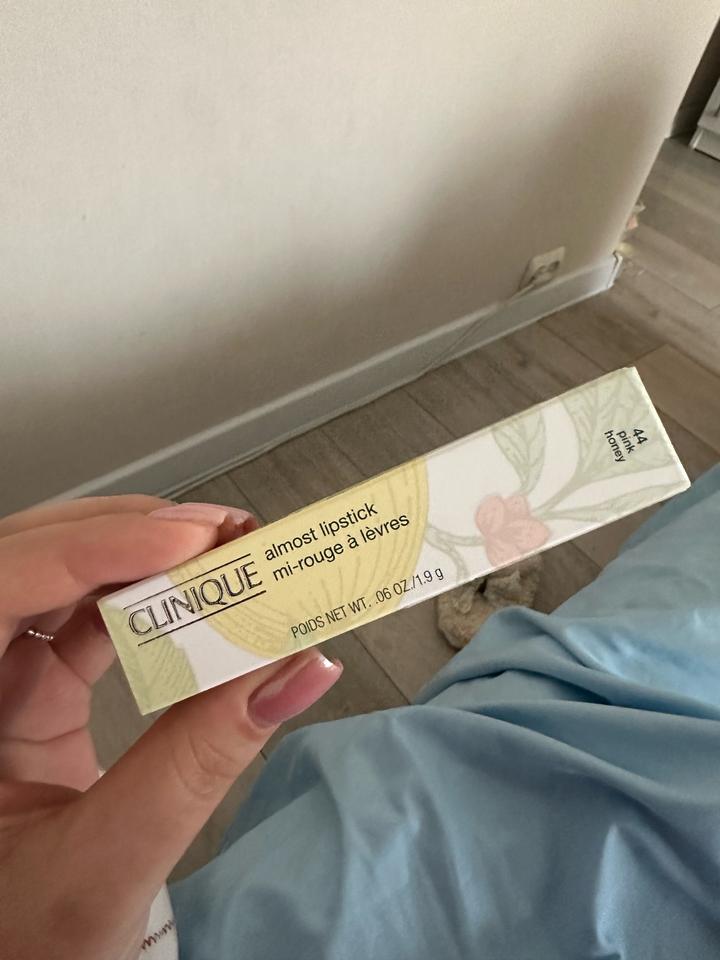 CLINIQUE
almost lipstick
mi-rouge à lèvres
POIDS NET WT. .06 OZ./1.9 g
44
pink
honey